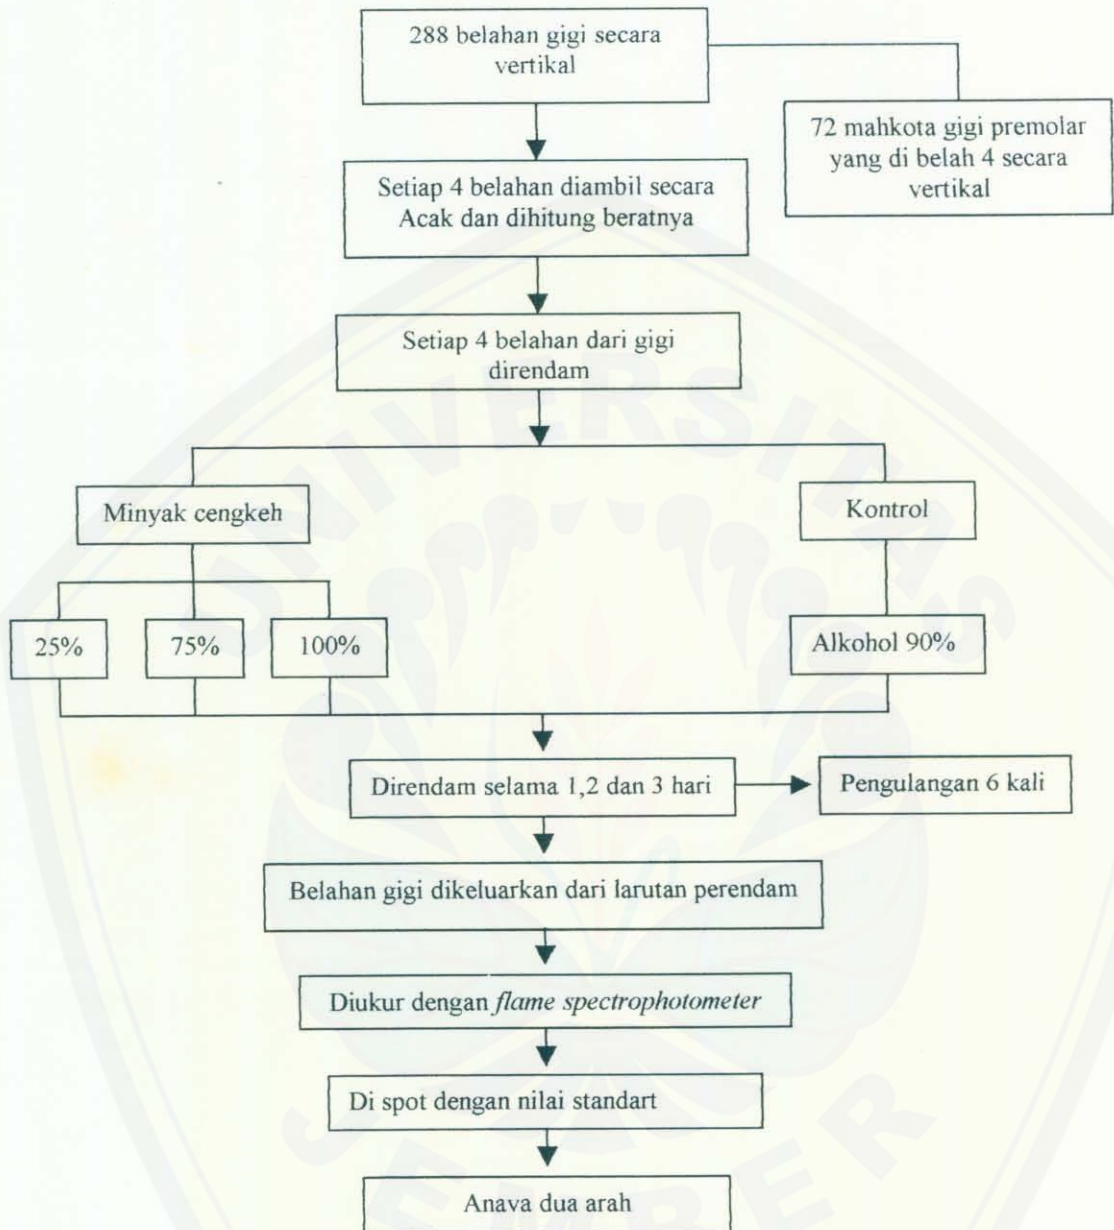 288 belahan gigi secara
vertikal
72 mahkota gigi premolar
yang di belah 4 secara
vertikal
Setiap 4 belahan diambil secara
Acak dan dihitung beratnya
Setiap 4 belahan dari gigi
direndam
Minyak cengkeh
Kontrol
25%
75%
100%
Alkohol 90%
Direndam selama 1,2 dan 3 hari
Pengulangan 6 kali
Belahan gigi dikeluarkan dari larutan perendam
Diukur dengan flame spectrophotometer
Di spot dengan nilai standart
Anava dua arah
UNIVERSITAS
JEMBER